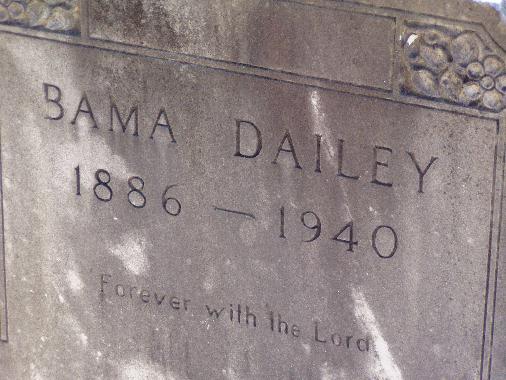 BAMA DAILEY
1886 — 1940
Forever with the Lord